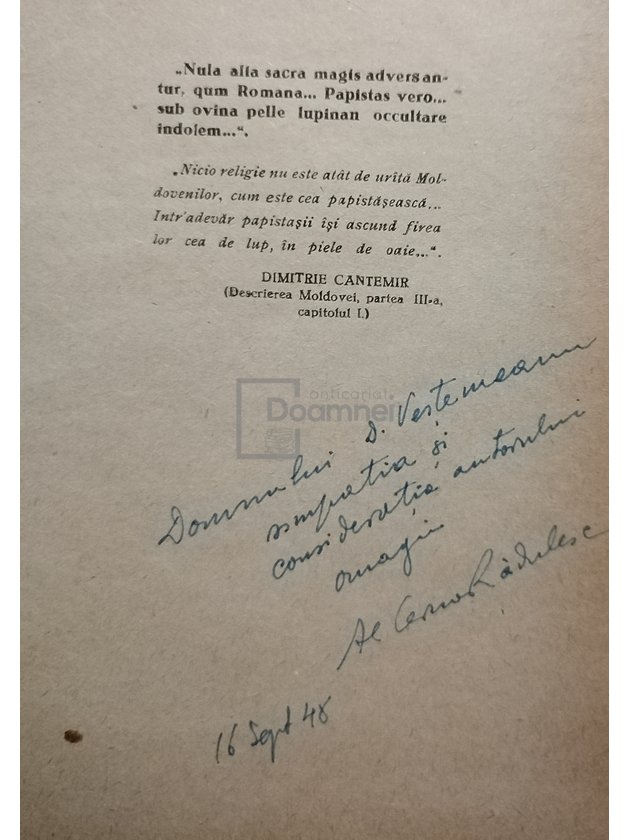 „Nula alia sacra magis adversan-
tur, qum Romana... Papistas vero...
sub ovina pelle lupinan occultare
indolem...“.
„Nicio religie nu este atât de urîtă Mol-
dovenilor, cum este cea papistăşească...
Intr'adevăr papistaşii îşi ascund firea
lor cea de lup, în piele de oaie...“.
DIMITRIE CANTEMIR
(Descrierea Moldovei, partea III-a,
capitolul I.)
anticariat
Doamnei
Domnului D. Veştemeanu
simpatia şi
consideraţia autorului
omagiu
Al Cerna Rădulesc
16 Sept 48